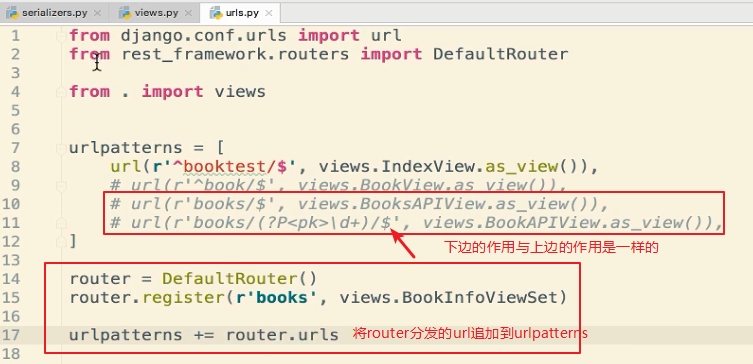 serializers.py × views.py × urls.py ×
1 from django.conf.urls import url
2 from rest_framework.routers import DefaultRouter
3
4 from . import views
5
6
7 urlpatterns = [
8 url(r'^booktest/$', views.IndexView.as_view()),
9 # url(r'^book/$', views.BookView.as_view()),
10 # url(r'books/$', views.BooksAPIView.as_view()),
11 # url(r'books/(?P<pk>\d+)/$', views.BookAPIView.as_view()),
12 ]
下边的作用与上边的作用是一样的
13
14 router = DefaultRouter()
15 router.register(r'books', views.BookInfoViewSet)
16
17 urlpatterns += router.urls 将router分发的url追加到urlpatterns
18